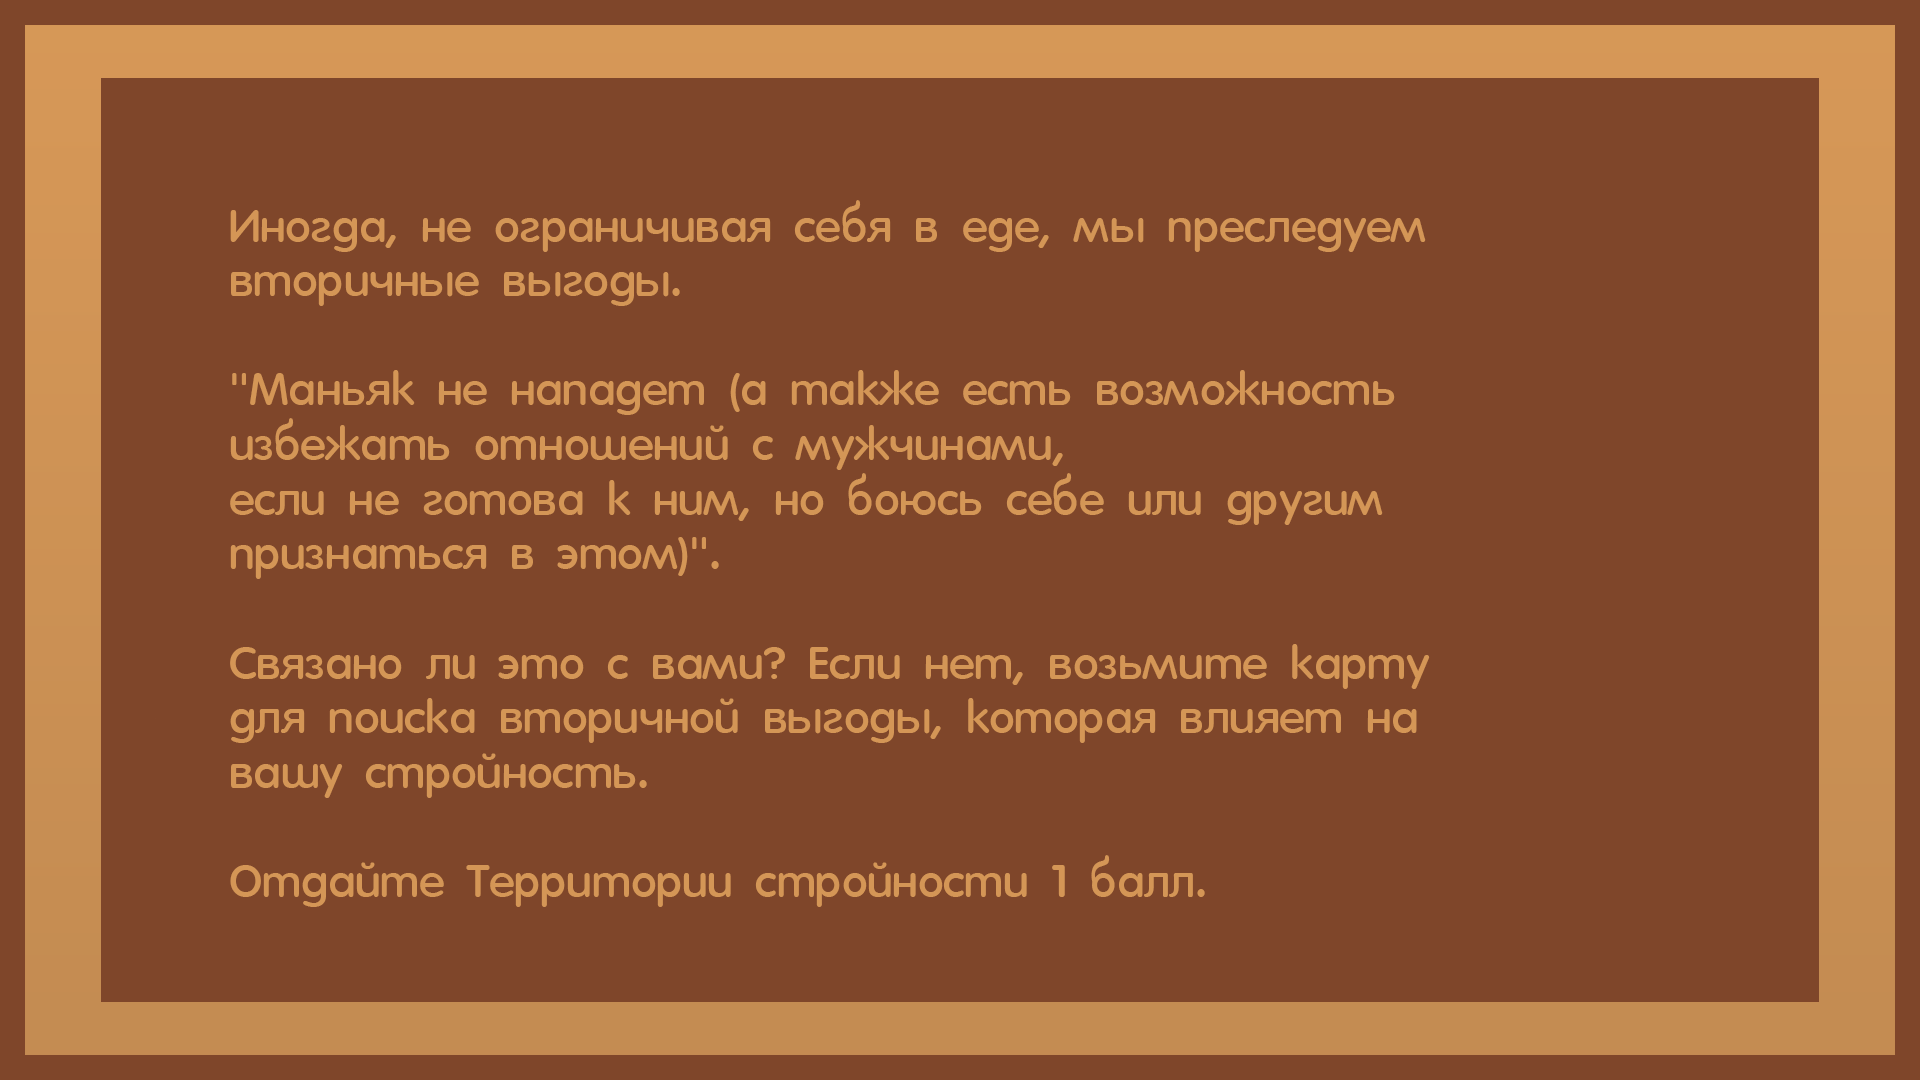 Иногда, не ограничивая себя в еде, мы преследуем
вторичные выгоды.
"Маньяк не нападет (а также есть возможность
избежать отношений с мужчинами,
если не готова к ним, но боюсь себе или другим
признаться в этом)".
Связано ли это с вами? Если нет, возьмите карту
для поиска вторичной выгоды, которая влияет на
вашу стройность.
Отдайте Территории стройности 1 балл.